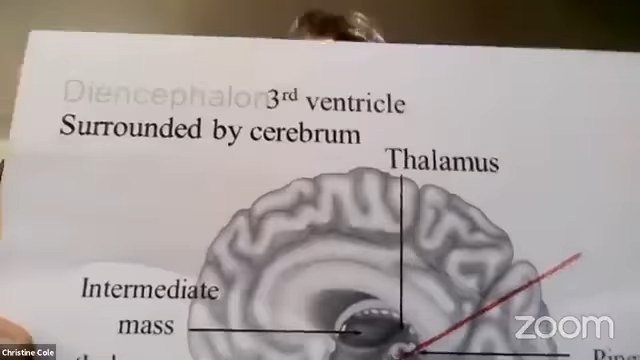 Diencephalon 3rd ventricle
Surrounded by cerebrum
Thalamus
Intermediate
mass
zoom
Christine Cole